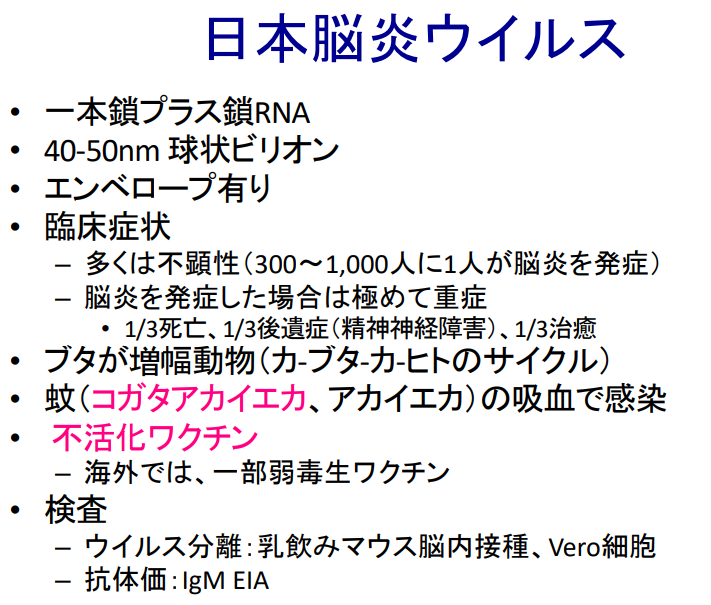 日本脳炎ウイルス
• 一本鎖プラス鎖RNA
• 40-50nm 球状ビリオン
• エンベロープ有り
• 臨床症状
– 多くは不顕性(300~1,000人に1人が脳炎を発症)
– 脳炎を発症した場合は極めて重症
• 1/3死亡、1/3後遺症(精神神経障害)、1/3治癒
• ブタが増幅動物(カ-ブタ-カ-ヒトのサイクル)
• 蚊(コガタアカイエカ、アカイエカ)の吸血で感染
• 不活化ワクチン
– 海外では、一部弱毒生ワクチン
• 検査
– ウイルス分離:乳飲みマウス脳内接種、Vero細胞
– 抗体価:IgM EIA